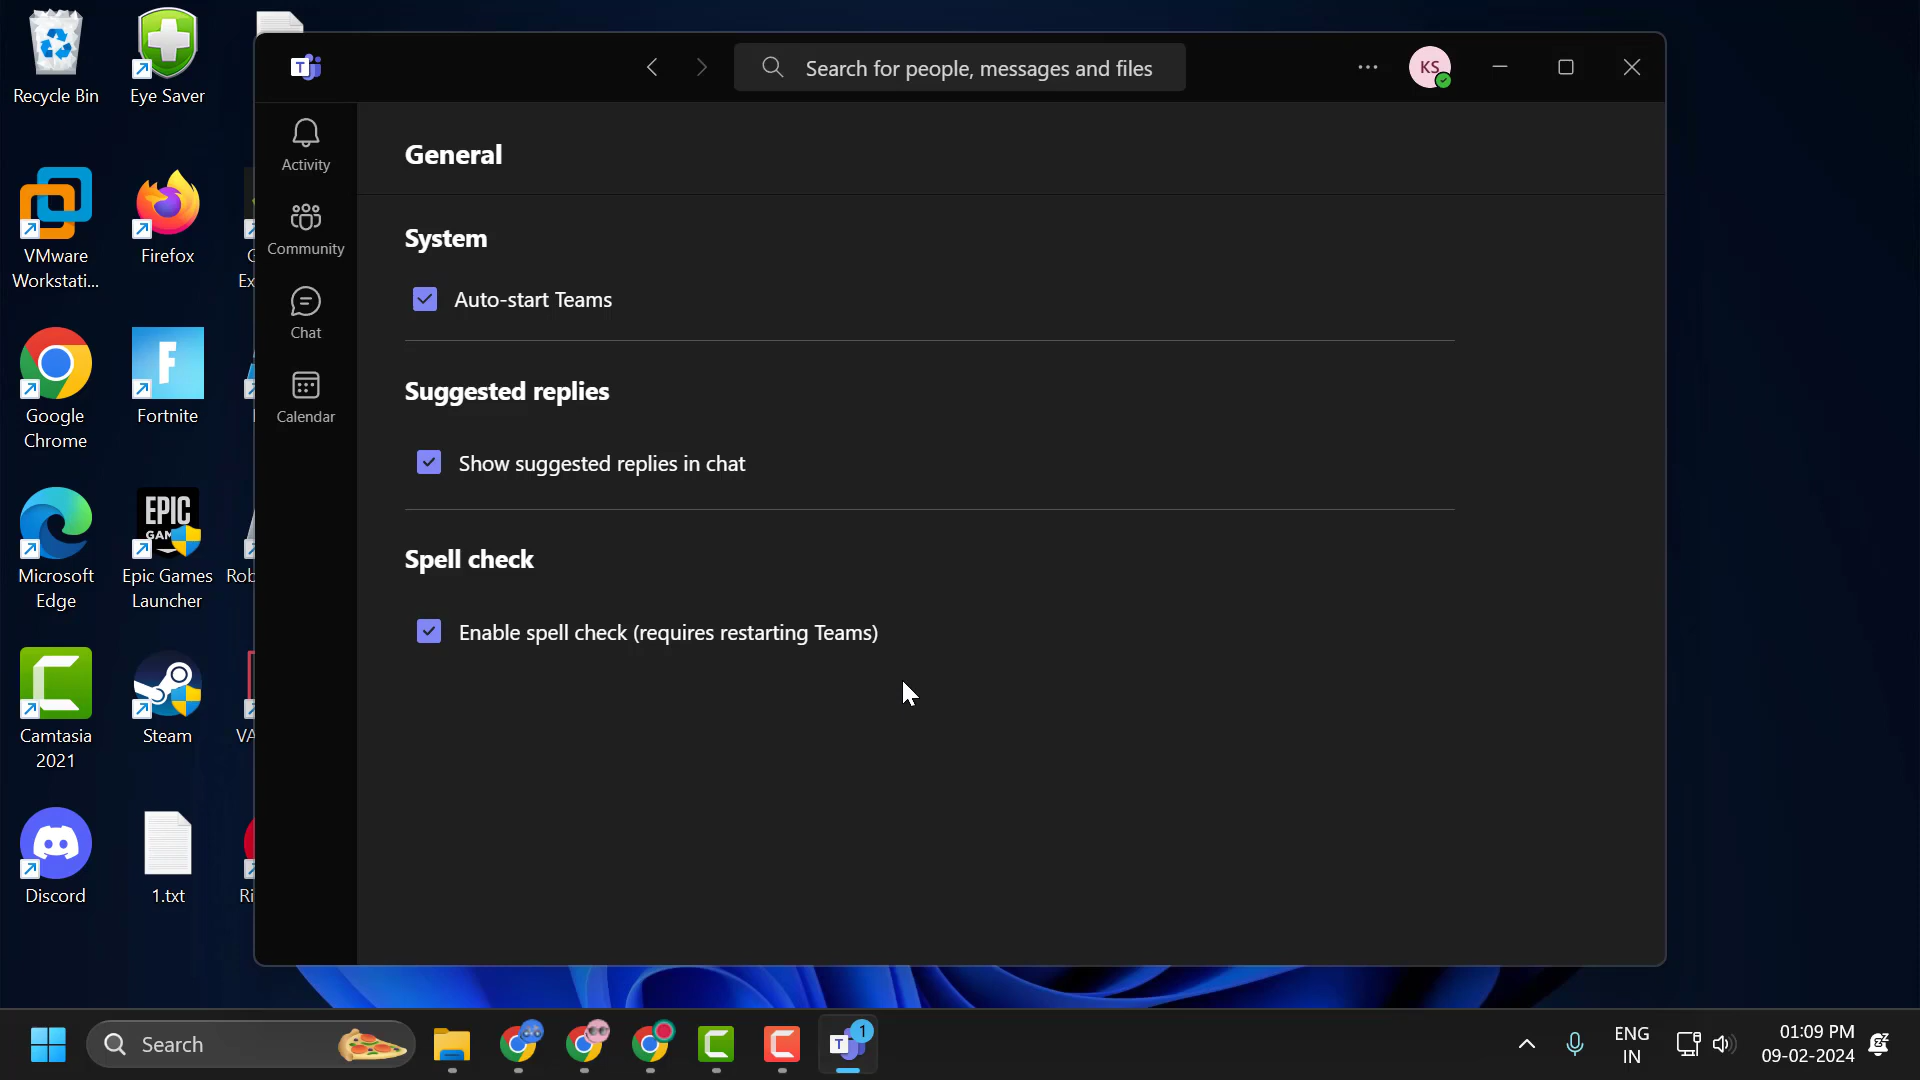 Recycle Bin
Eye Saver
VMware
Workstati...
Firefox
Google
Chrome
Fortnite
Microsoft
Edge
EPIC
Epic Games
Launcher
Camtasia
2021
Steam
Discord
1.txt
Search for people, messages and files
KS
Activity
Community
Chat
Calendar
General
System
Auto-start Teams
Suggested replies
Show suggested replies in chat
Spell check
Enable spell check (requires restarting Teams)
Search
1
ENG
IN
01:09 PM
09-02-2024